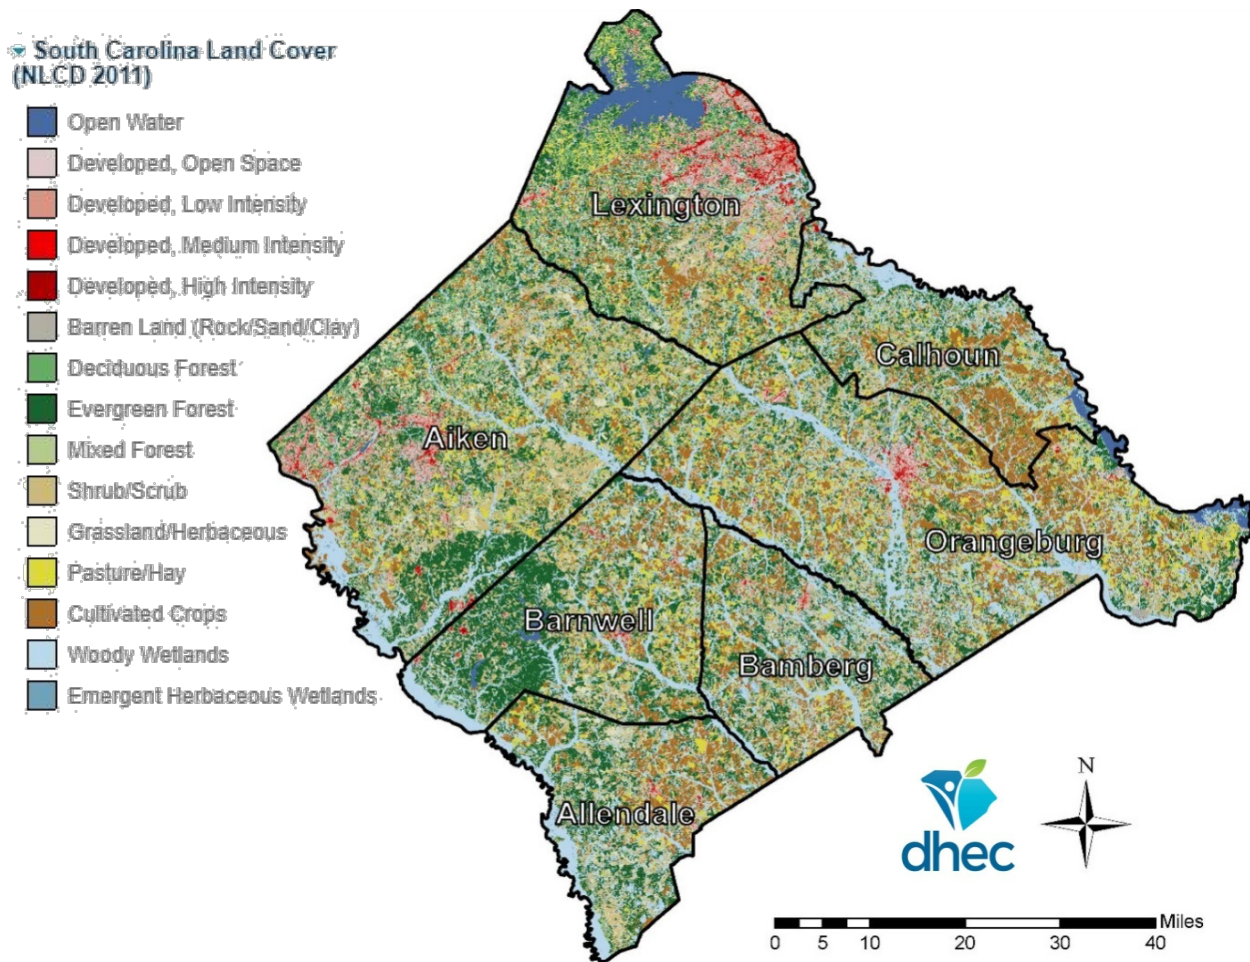 South Carolina Land Cover
(NLCD 2011)
Open Water
Developed, Open Space
Developed, Low Intensity
Developed, Medium Intensity
Developed, High Intensity
Barren Land (Rock/Sand/Clay)
Deciduous Forest
Evergreen Forest
Mixed Forest
Shrub/Scrub
Grassland/Herbaceous
Pasture/Hay
Cultivated Crops
Woody Wetlands
Emergent Herbaceous Wetlands
Lexington
Calhoun
Aiken
Orangeburg
Barnwell
Bamberg
Allendale
dhec
N
Miles
0 5 10 20 30 40